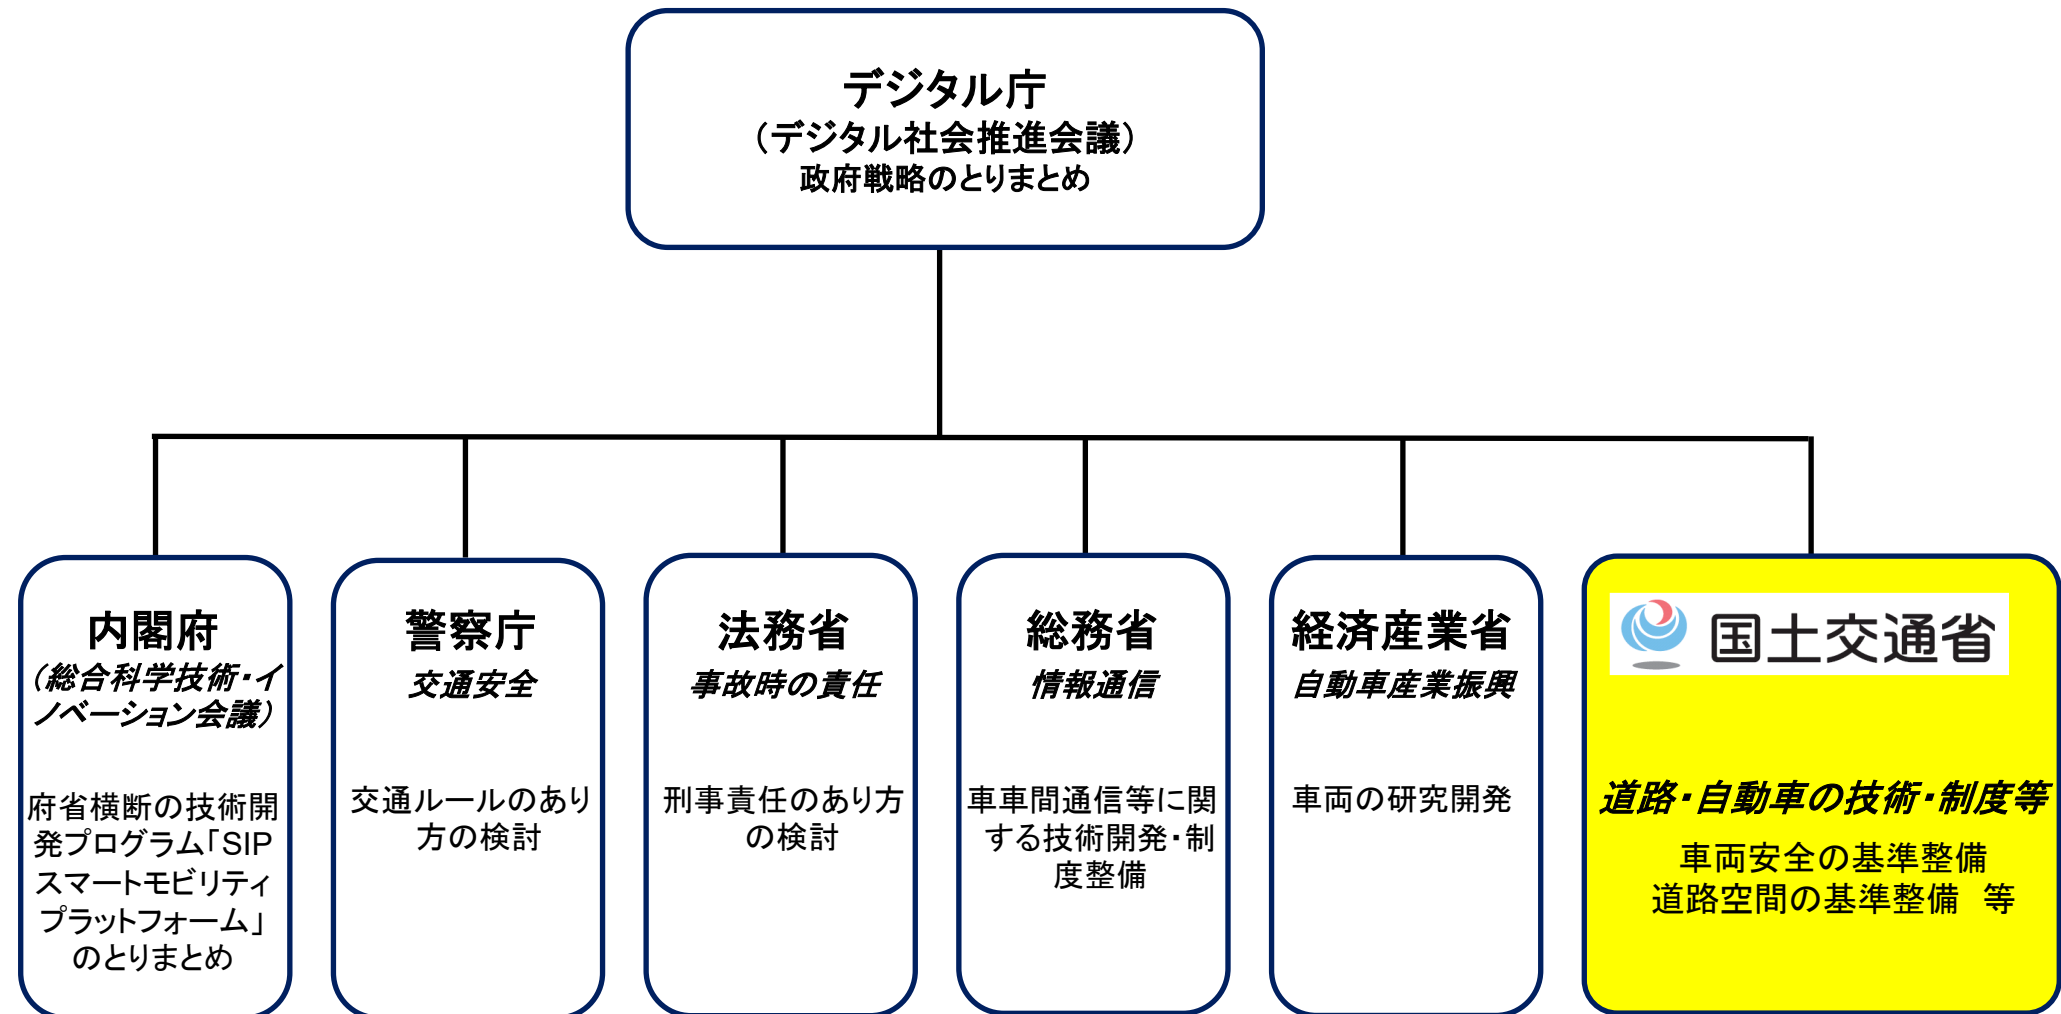 デジタル庁
（デジタル社会推進会議）
政府戦略のとりまとめ
内閣府
（総合科学技術・イ
ノベーション会議）
府省横断の技術開
発プログラム「SIP
スマートモビリティ
プラットフォーム」
のとりまとめ
警察庁
交通安全
交通ルールのあり
方の検討
法務省
事故時の責任
刑事責任のあり方
の検討
総務省
情報通信
車車間通信等に関
する技術開発・制
度整備
経済産業省
自動車産業振興
車両の研究開発
国土交通省
道路・自動車の技術・制度等
車両安全の基準整備
道路空間の基準整備　等